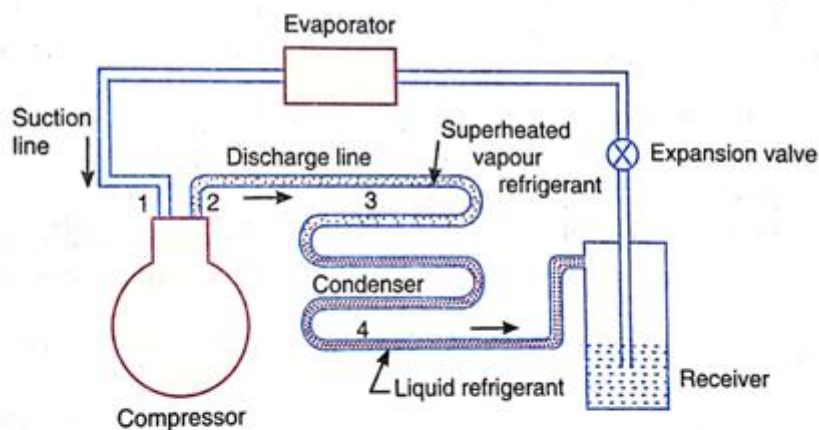 Evaporator
Suction
line
Discharge line
Superheated
vapour
refrigerant
Expansion valve
1
2
3
Condenser
4
Liquid refrigerant
Receiver
Compressor